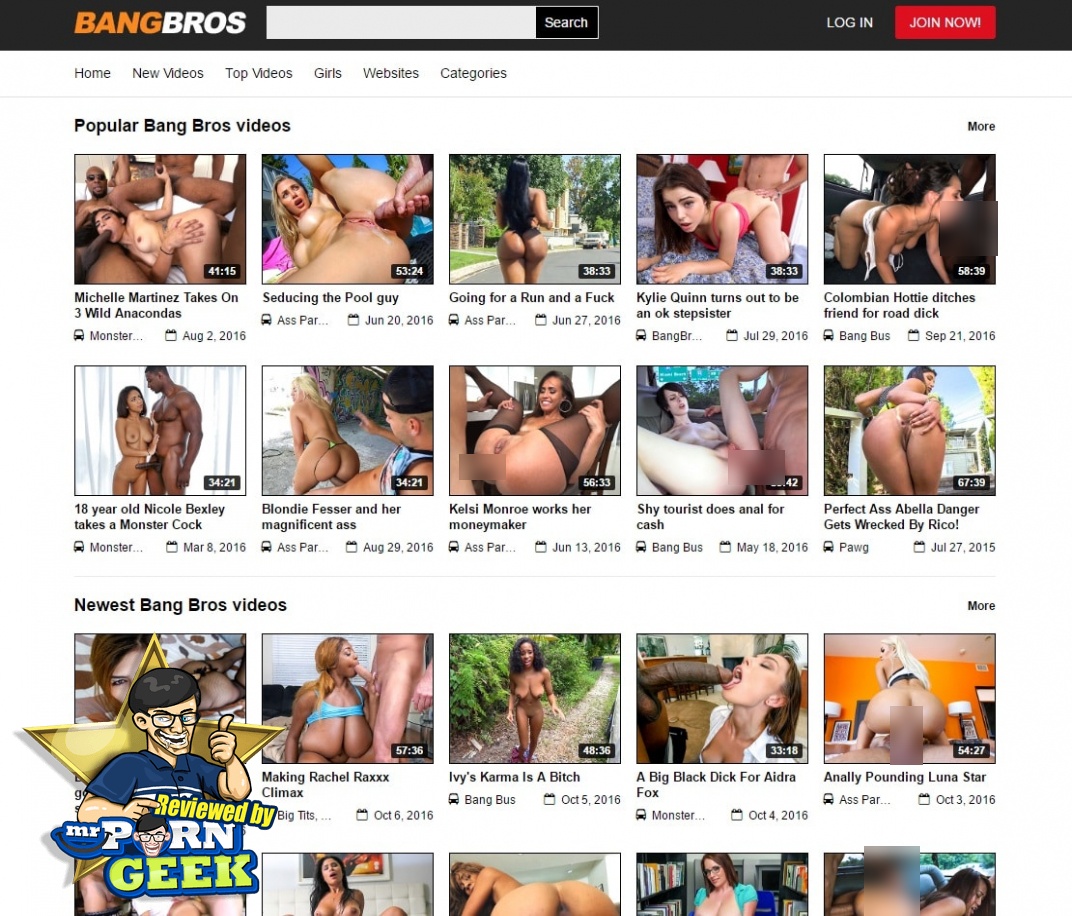 BANGBROS
Search
LOG IN
JOIN NOW!
Home
New Videos
Top Videos
Girls
Websites
Categories
Popular Bang Bros videos
More
41:15
53:24
38:33
38:33
58:39
Michelle Martinez Takes On
3 Wild Anacondas
Monster...
Aug 2, 2016
Seducing the Pool guy
Ass Par...
Jun 20, 2016
Going for a Run and a Fuck
Ass Par...
Jun 27, 2016
Kylie Quinn turns out to be
an ok stepsister
BangBr...
Jul 29, 2016
Colombian Hottie ditches
friend for road dick
Bang Bus
Sep 21, 2016
34:21
34:21
56:33
:42
67:39
18 year old Nicole Bexley
takes a Monster Cock
Monster...
Mar 8, 2016
Blondie Fesser and her
magnificent ass
Ass Par...
Aug 29, 2016
Kelsi Monroe works her
moneymaker
Ass Par...
Jun 13, 2016
Shy tourist does anal for
cash
Bang Bus
May 18, 2016
Perfect Ass Abella Danger
Gets Wrecked By Rico!
Pawg
Jul 27, 2015
Newest Bang Bros videos
More
57:36
48:36
33:18
54:27
Making Rachel Raxxx
Climax
Big Tits, ...
Oct 6, 2016
Ivy's Karma Is A Bitch
Bang Bus
Oct 5, 2016
A Big Black Dick For Aidra
Fox
Monster...
Oct 4, 2016
Anally Pounding Luna Star
Ass Par...
Oct 3, 2016
Reviewed by
mr PORN
GEEK